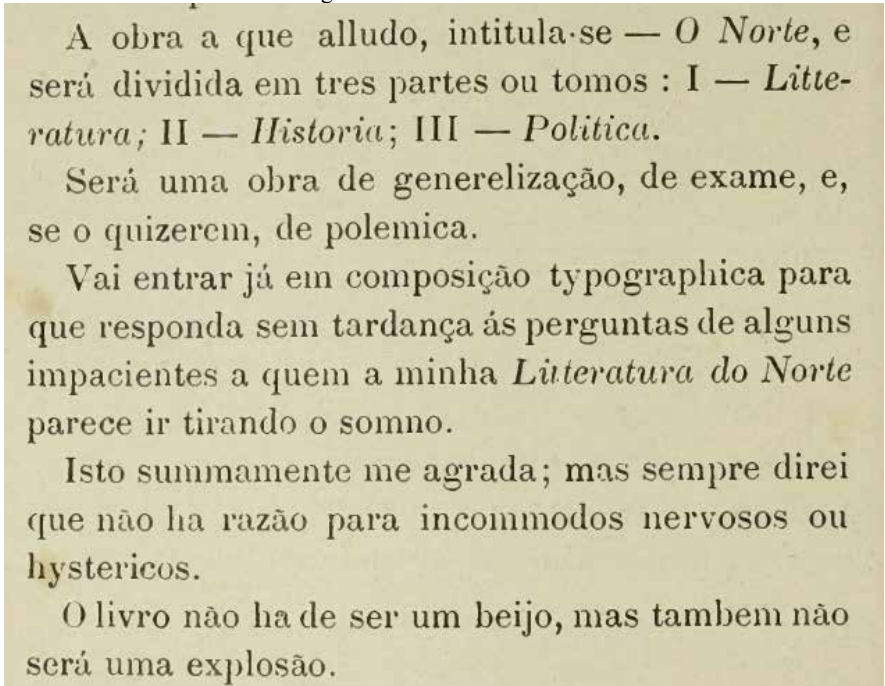 A obra a que alludo, intitula-se — O Norte, e
será dividida em tres partes ou tomos : I — Litte-
ratura; II — Historia; III — Politica.
Será uma obra de generelização, de exame, e,
se o quizerem, de polemica.
Vai entrar já em composição typographica para
que responda sem tardança ás perguntas de alguns
impacientes a quem a minha Litteratura do Norte
parece ir tirando o somno.
Isto summamente me agrada; mas sempre direi
que não ha razão para incommodos nervosos ou
hystericos.
O livro não ha de ser um beijo, mas tambem não
será uma explosão.